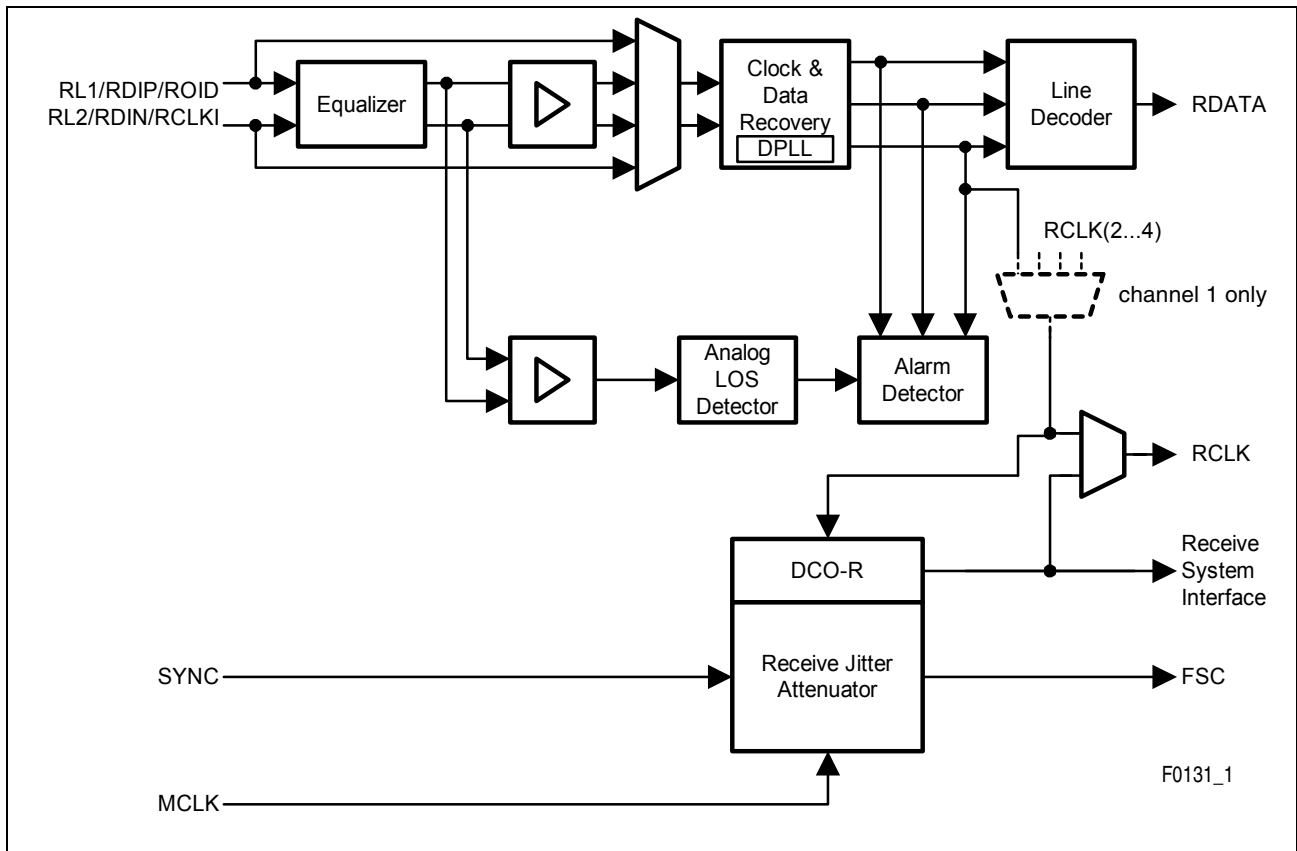 RL1/RDIP/ROID
RL2/RDIN/RCLKI
Equalizer
Clock &
Data
Recovery
DPLL
Line
Decoder
RDATA
RCLK(2...4)
channel 1 only
Analog
LOS
Detector
Alarm
Detector
RCLK
DCO-R
Receive
System
Interface
SYNC
Receive Jitter
Attenuator
FSC
MCLK
F0131_1